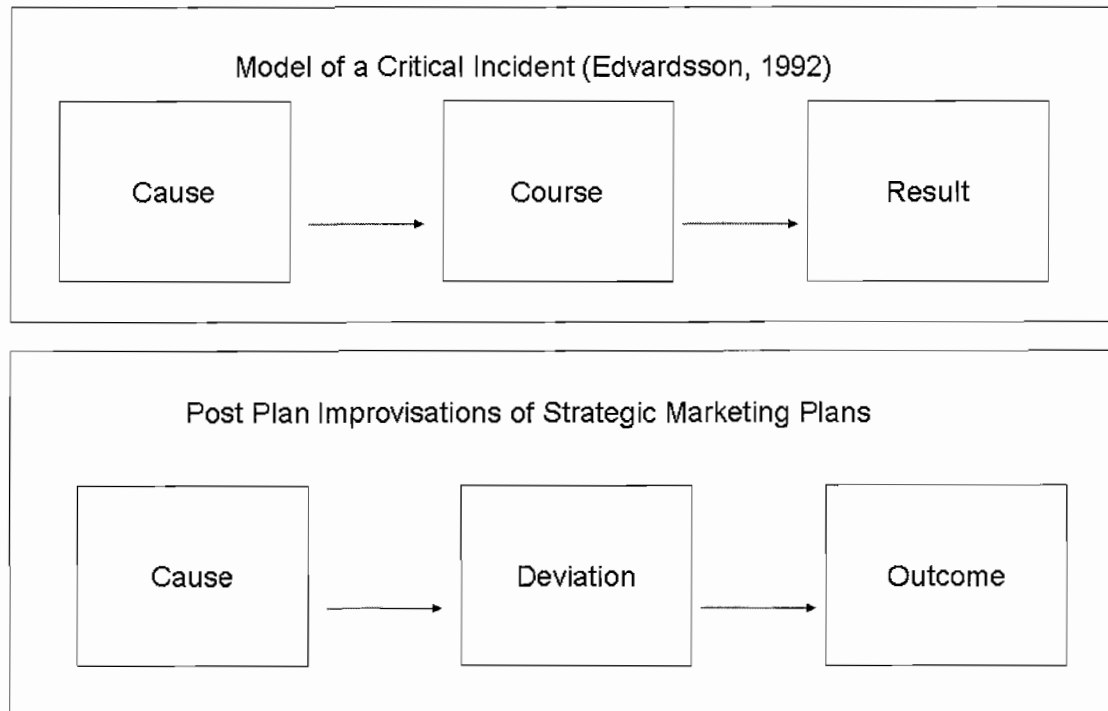 Model of a Critical Incident (Edvardsson, 1992)
Cause Course Result
Post Plan Improvisations of Strategic Marketing Plans
Cause Deviation Outcome